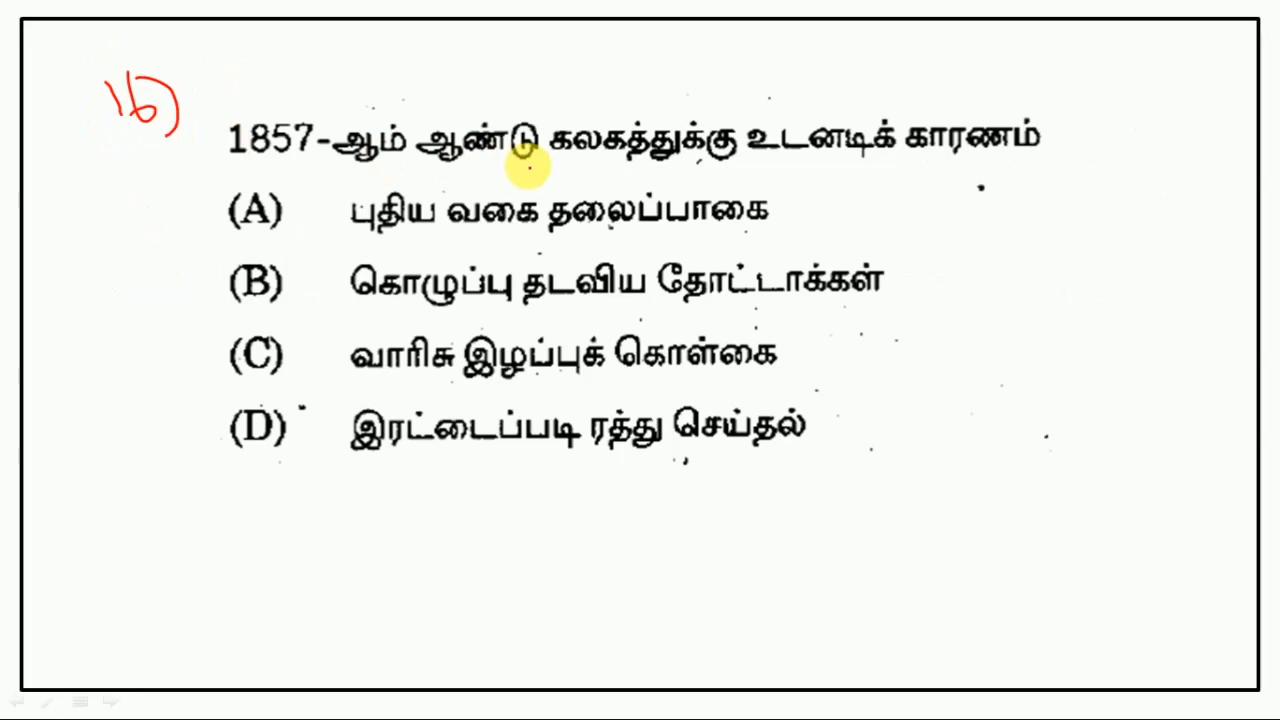 16)
1857-ஆம் ஆண்டு கலகத்துக்கு உடனடிக் காரணம்
(A) புதிய வகை தலைப்பாகை
(B) கொழுப்பு தடவிய தோட்டாக்கள்
(C) வாரிசு இழப்புக் கொள்கை
(D) இரட்டைப்படி ரத்து செய்தல்